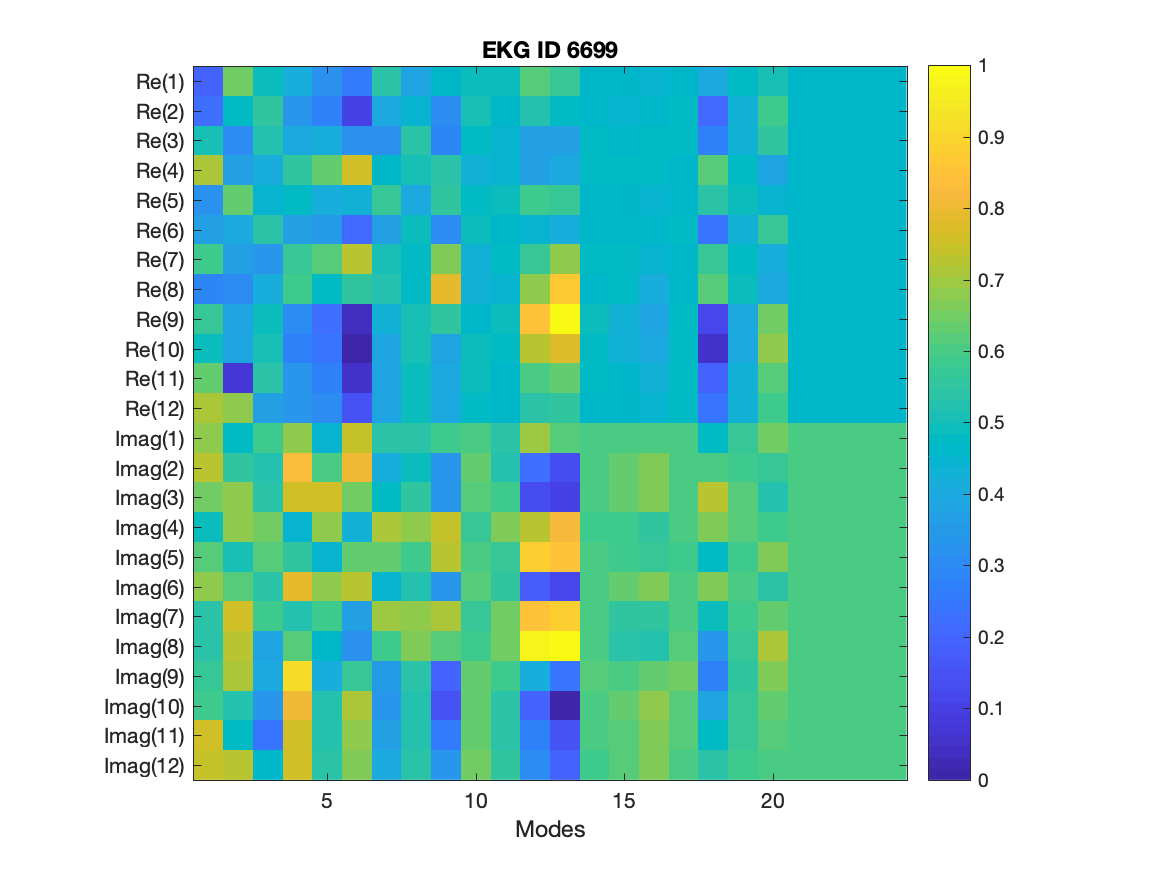 EKG ID 6699
Re(1)
Re(2)
Re(3)
Re(4)
Re(5)
Re(6)
Re(7)
Re(8)
Re(9)
Re(10)
Re(11)
Re(12)
Imag(1)
Imag(2)
Imag(3)
Imag(4)
Imag(5)
Imag(6)
Imag(7)
Imag(8)
Imag(9)
Imag(10)
Imag(11)
Imag(12)
5 10 15 20
Modes
1
0.9
0.8
0.7
0.6
0.5
0.4
0.3
0.2
0.1
0